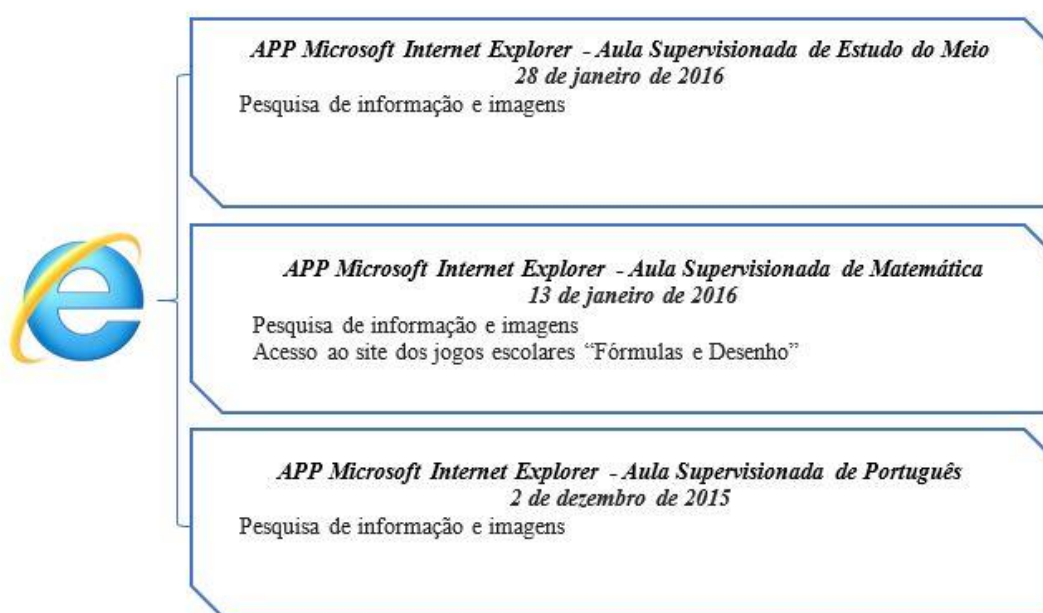 APP Microsoft Internet Explorer - Aula Supervisionada de Estudo do Meio
28 de janeiro de 2016
Pesquisa de informação e imagens
APP Microsoft Internet Explorer - Aula Supervisionada de Matemática
13 de janeiro de 2016
Pesquisa de informação e imagens
Acesso ao site dos jogos escolares “Fórmulas e Desenho”
APP Microsoft Internet Explorer - Aula Supervisionada de Português
2 de dezembro de 2015
Pesquisa de informação e imagens